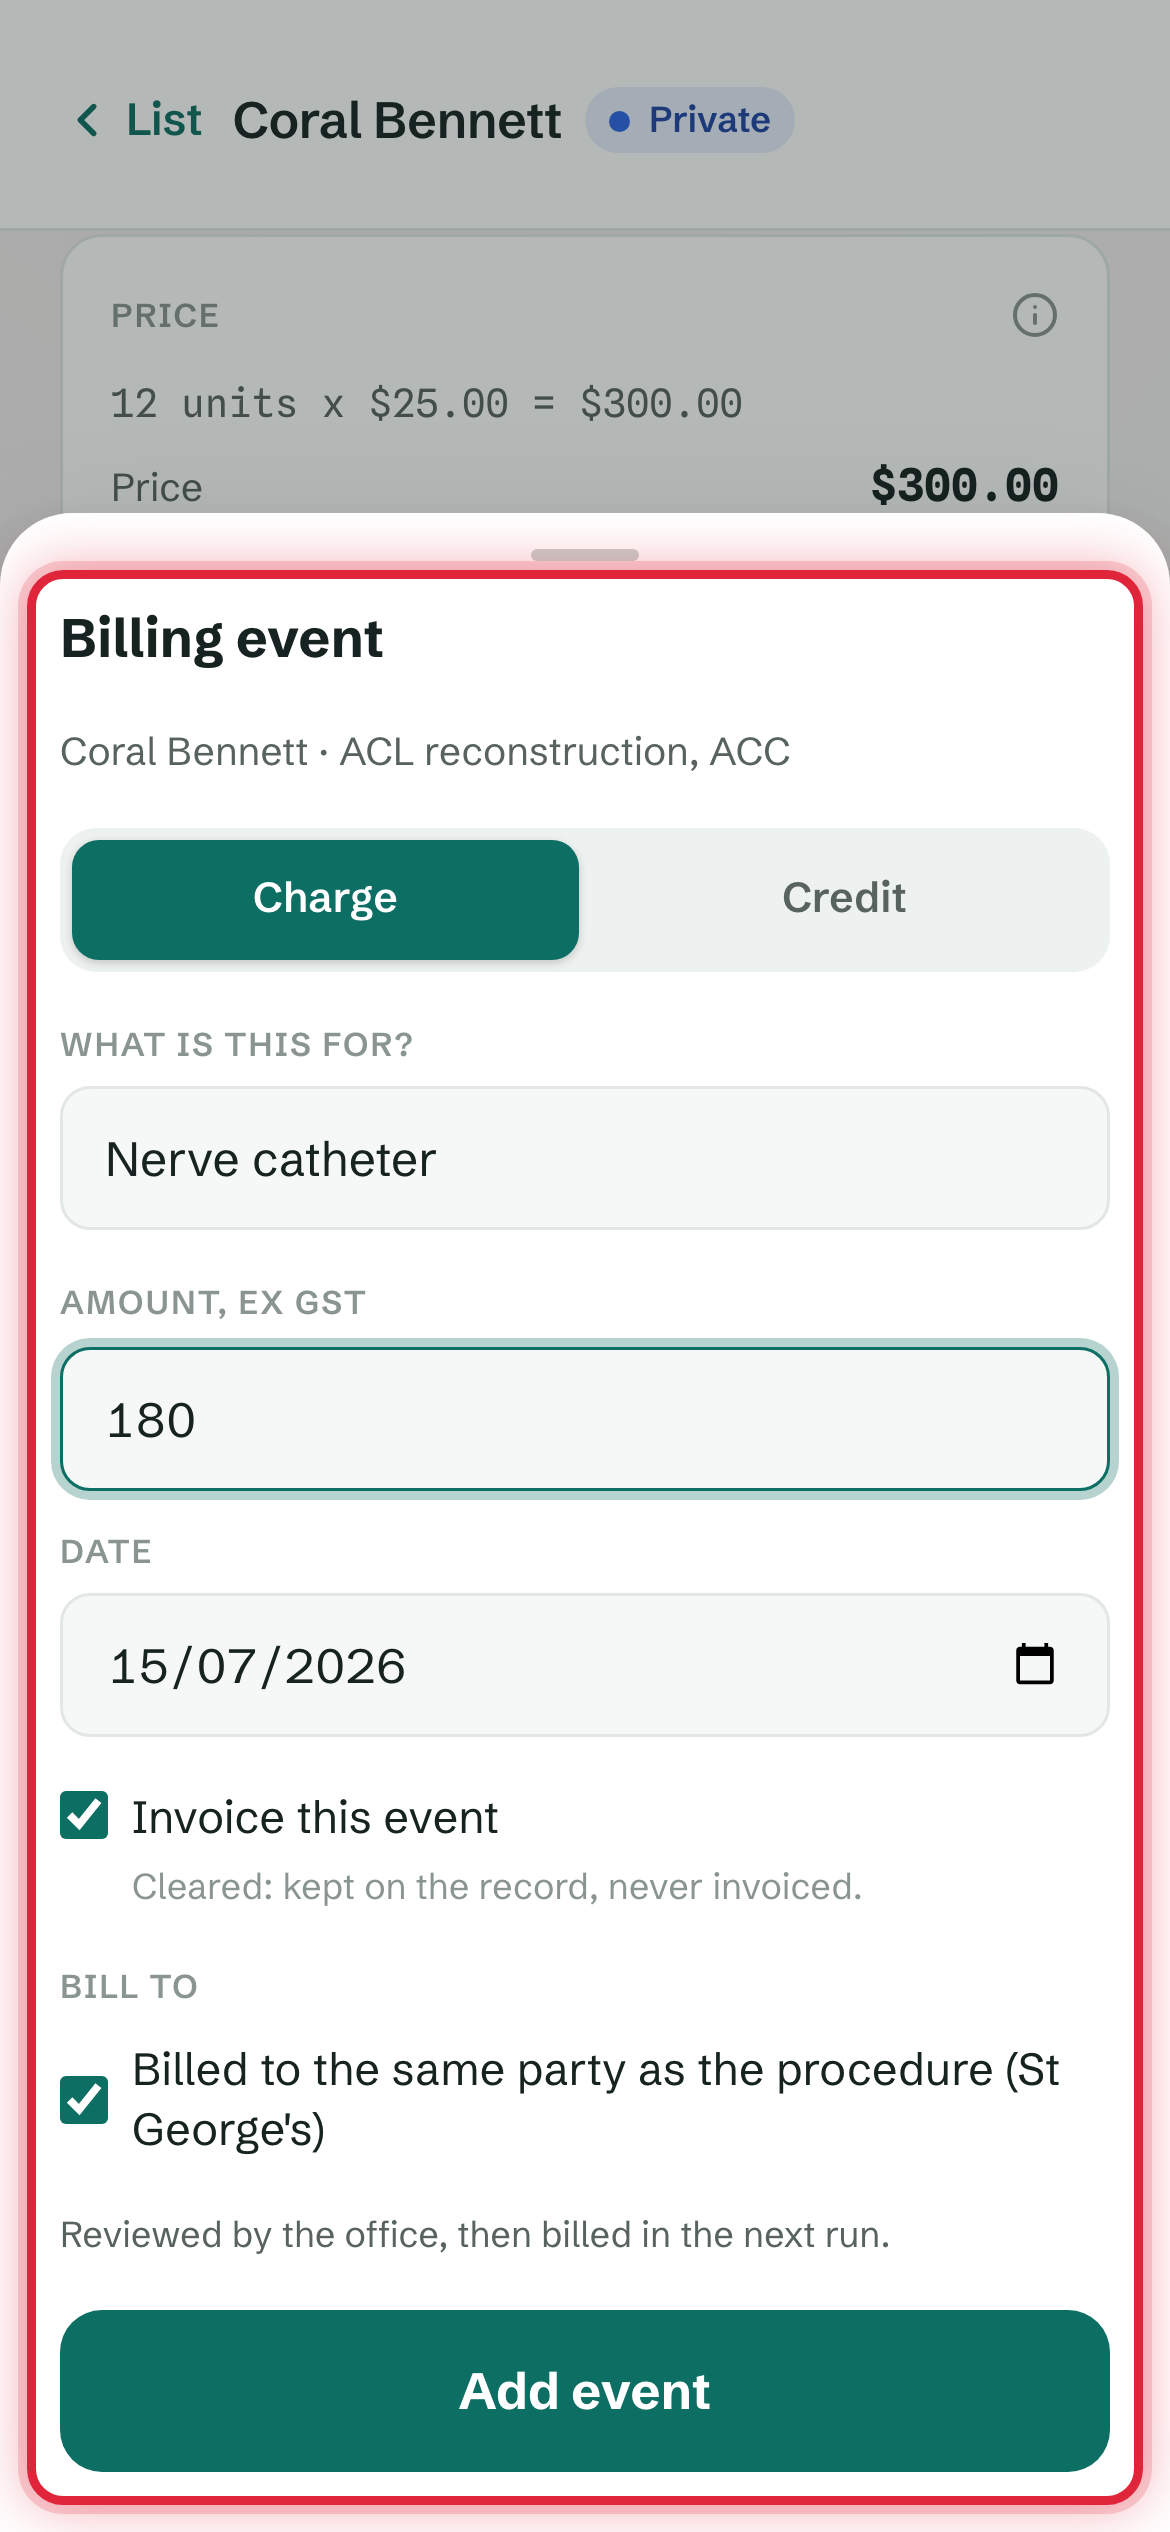 List Coral Bennett Private
PRICE
12 units x $25.00 = $300.00
Price $300.00
Billing event
Coral Bennett · ACL reconstruction, ACC
Charge Credit
WHAT IS THIS FOR?
Nerve catheter
AMOUNT, EX GST
180
DATE
15/07/2026
Invoice this event
Cleared: kept on the record, never invoiced.
BILL TO
Billed to the same party as the procedure (St
George's)
Reviewed by the office, then billed in the next run.
Add event